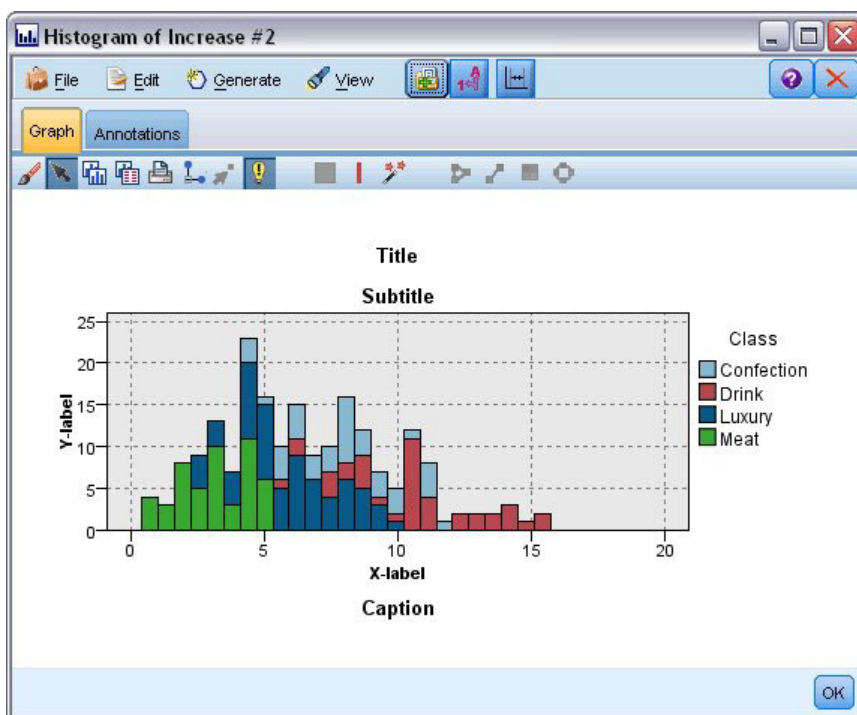 Histogram of Increase #2
File Edit Generate View
Graph Annotations
Title
Subtitle
25
20
15
10
5
0
Y-label
0 5 10 15 20
X-label
Caption
Class
Confection
Drink
Luxury
Meat
OK